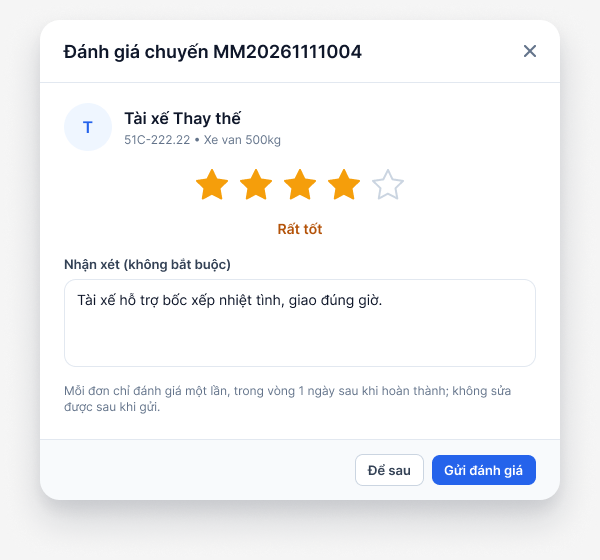 Đánh giá chuyến MM20261111004
T
Tài xế Thay thế
51C-222.22 • Xe van 500kg
Rất tốt
Nhận xét (không bắt buộc)
Tài xế hỗ trợ bốc xếp nhiệt tình, giao đúng giờ.
Mỗi đơn chỉ đánh giá một lần, trong vòng 1 ngày sau khi hoàn thành; không sửa
được sau khi gửi.
Để sau
Gửi đánh giá